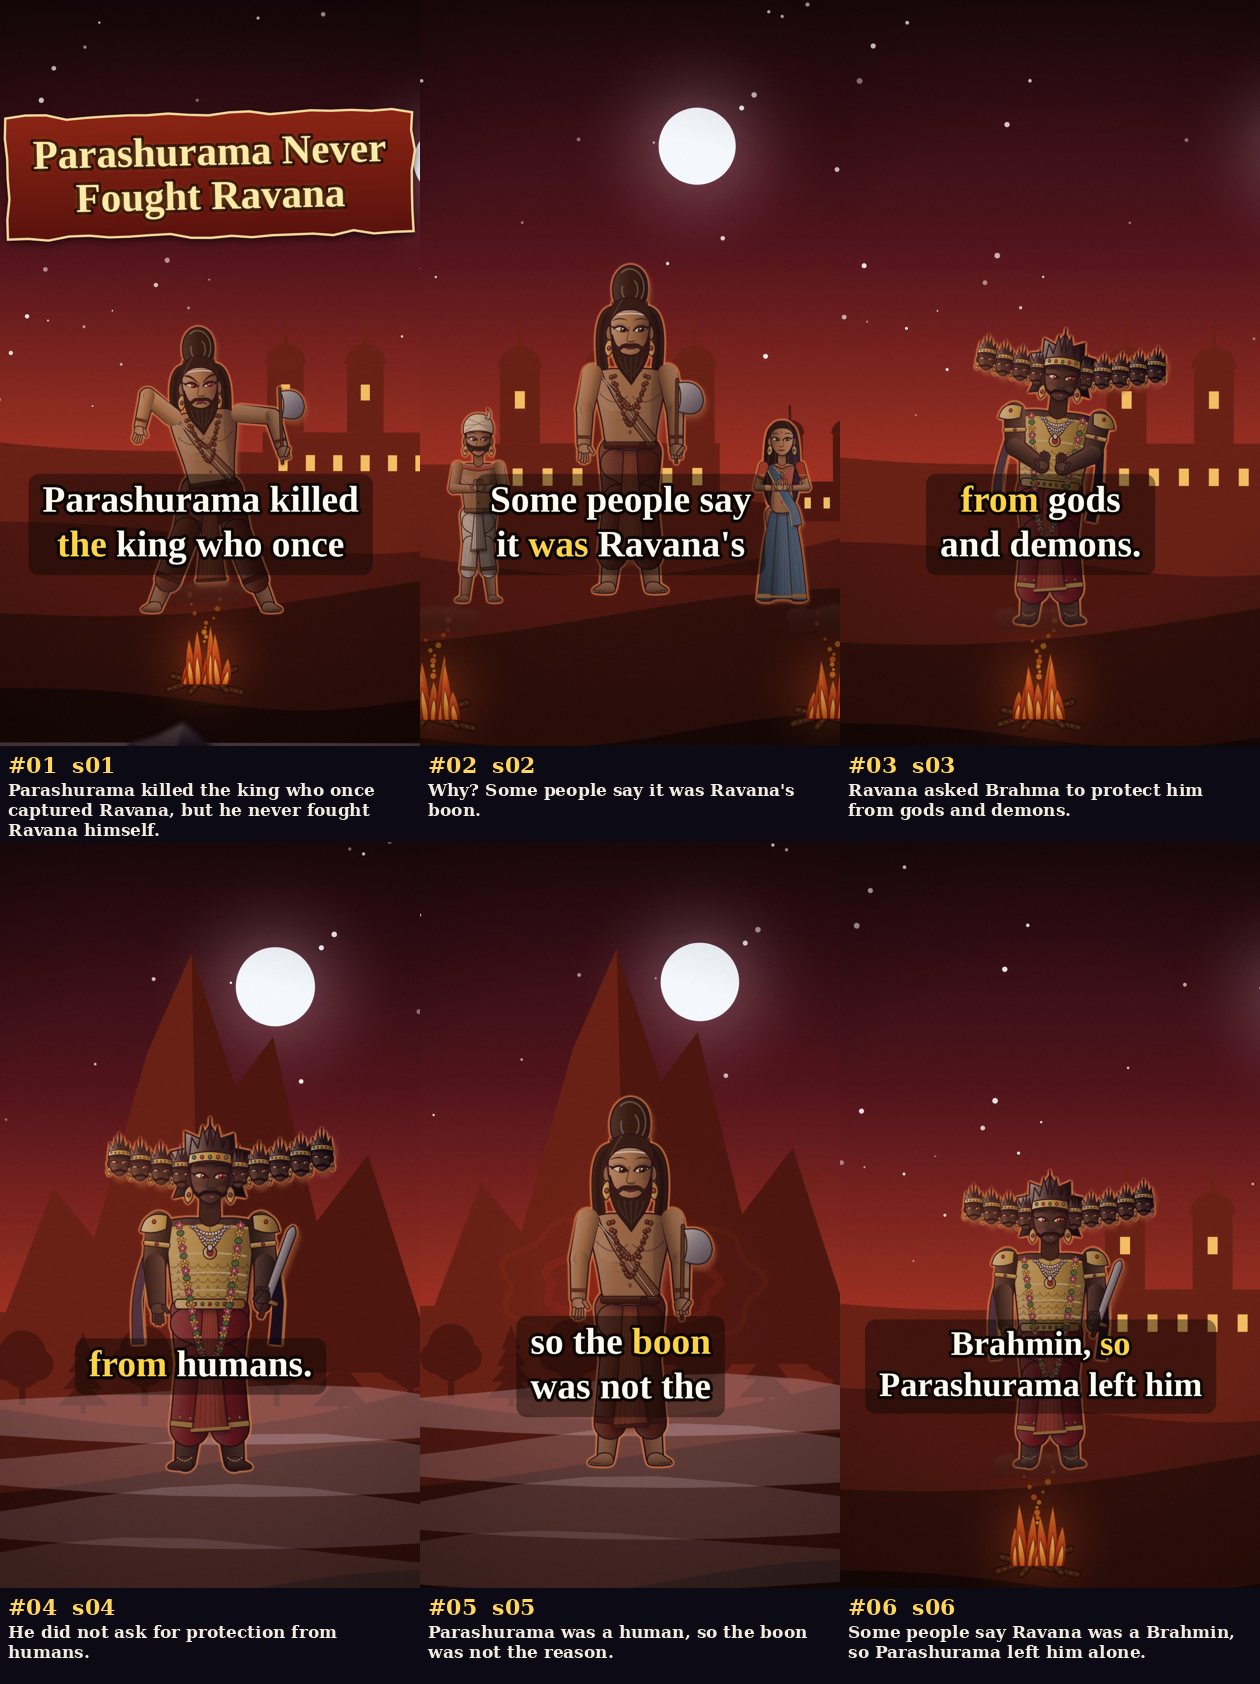 Parashurama Never
Fought Ravana
Parashurama killed
the king who once
#01 s01
Parashurama killed the king who once
captured Ravana, but he never fought
Ravana himself.
Some people say
it was Ravana's
#02 s02
Why? Some people say it was Ravana's
boon.
from gods
and demons.
#03 s03
Ravana asked Brahma to protect him
from gods and demons.
from humans.
#04 s04
He did not ask for protection from
humans.
so the boon
was not the
#05 s05
Parashurama was a human, so the boon
was not the reason.
Brahmin, so
Parashurama left him
#06 s06
Some people say Ravana was a Brahmin,
so Parashurama left him alone.